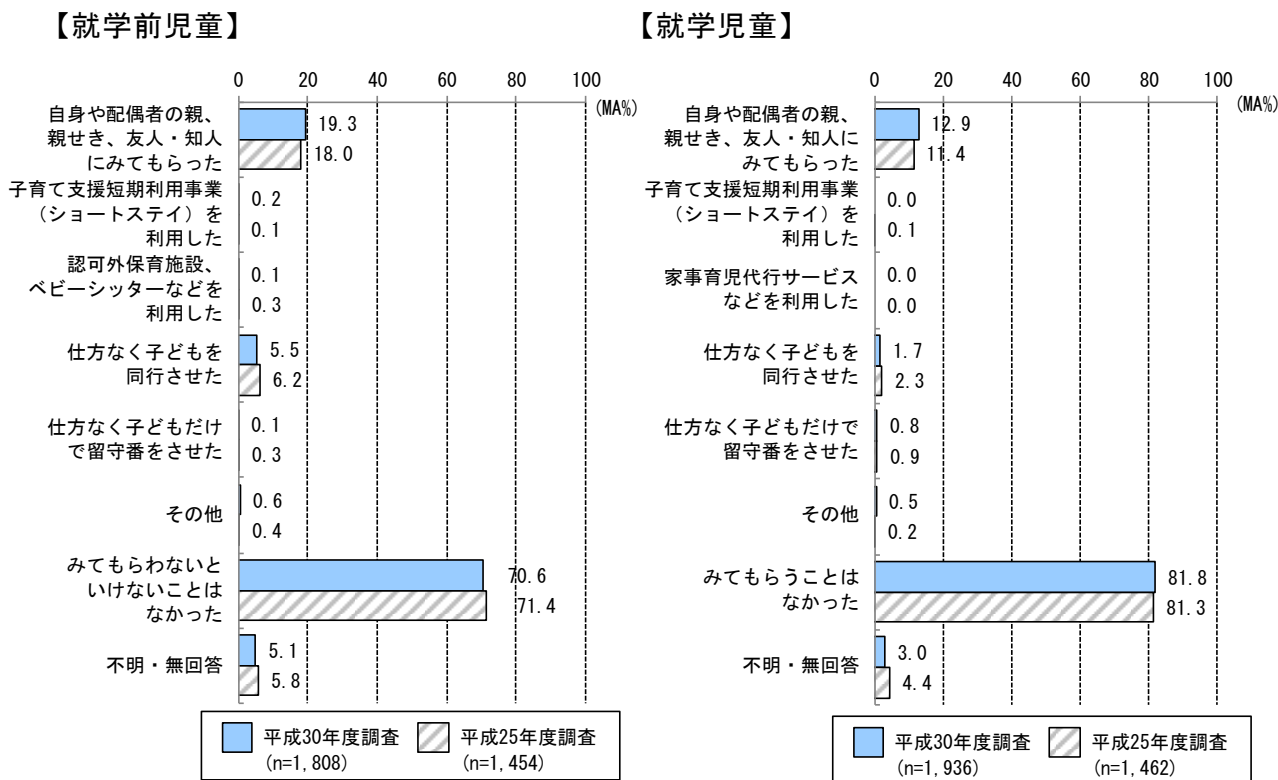 【就学前児童】
0 20 40 60 80 100
(MA%)
自身や配偶者の親、
親せき、友人・知人
にみてもらった
19.3
18.0
子育て支援短期利用事業
（ショートステイ）を
利用した
0.2
0.1
認可外保育施設、
ベビーシッターなどを
利用した
0.1
0.3
仕方なく子どもを
同行させた
5.5
6.2
仕方なく子どもだけ
で留守番をさせた
0.1
0.3
その他
0.6
0.4
みてもらわないと
いけないことは
なかった
70.6
71.4
不明・無回答
5.1
5.8
平成30年度調査
(n=1,808)
平成25年度調査
(n=1,454)
【就学児童】
0 20 40 60 80 100
(MA%)
自身や配偶者の親、
親せき、友人・知人に
みてもらった
12.9
11.4
子育て支援短期利用事業
（ショートステイ）を
利用した
0.0
0.1
家事育児代行サービス
などを利用した
0.0
0.0
仕方なく子どもを
同行させた
1.7
2.3
仕方なく子どもだけで
留守番をさせた
0.8
0.9
その他
0.5
0.2
みてもらうことは
なかった
81.8
81.3
不明・無回答
3.0
4.4
平成30年度調査
(n=1,936)
平成25年度調査
(n=1,462)